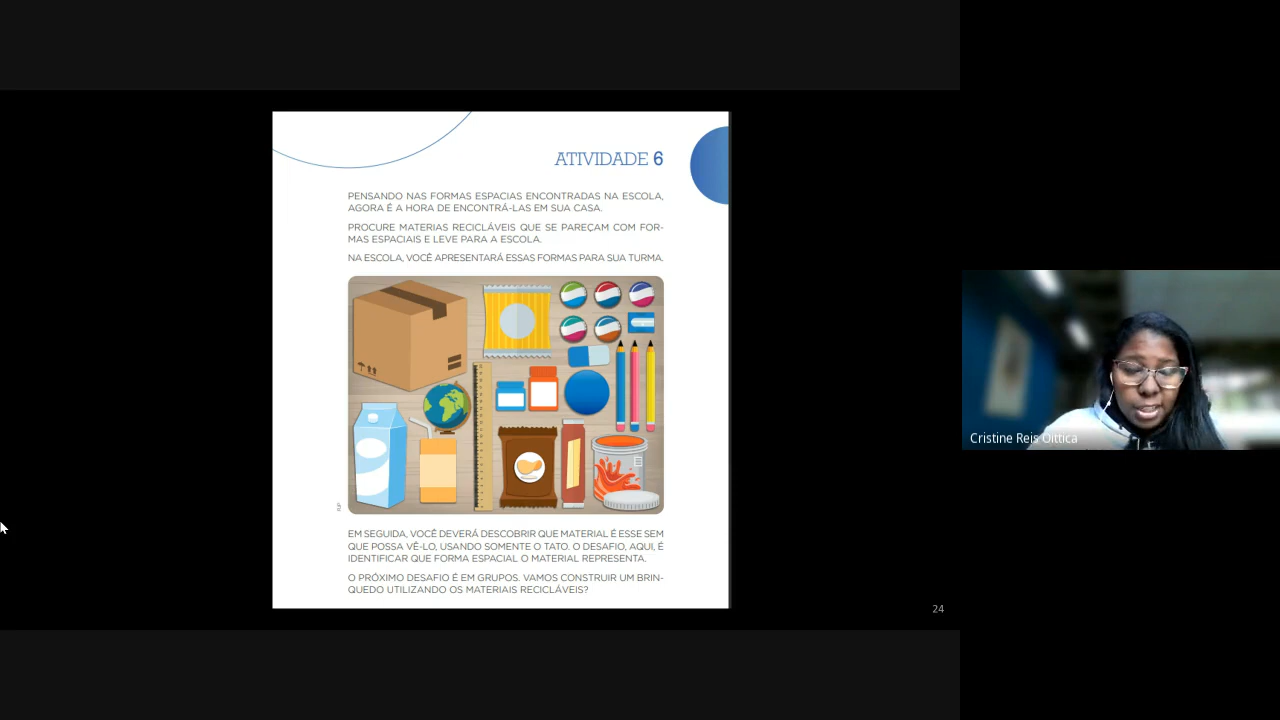 ATIVIDADE 6
PENSANDO NAS FORMAS ESPACIAS ENCONTRADAS NA ESCOLA,
AGORA É A HORA DE ENCONTRÁ-LAS EM SUA CASA.
PROCURE MATERIAS RECICLÁVEIS QUE SE PAREÇAM COM FOR-
MAS ESPACIAIS E LEVE PARA A ESCOLA.
NA ESCOLA, VOCÊ APRESENTARÁ ESSAS FORMAS PARA SUA TURMA.
EM SEGUIDA, VOCÊ DEVERÁ DESCOBRIR QUE MATERIAL É ESSE SEM
QUE POSSA VÊ-LO, USANDO SOMENTE O TATO. O DESAFIO, AQUI, É
IDENTIFICAR QUE FORMA ESPACIAL O MATERIAL REPRESENTA.
O PRÓXIMO DESAFIO É EM GRUPOS. VAMOS CONSTRUIR UM BRIN-
QUEDO UTILIZANDO OS MATERIAIS RECICLÁVEIS?
24
Cristine Reis Oittica